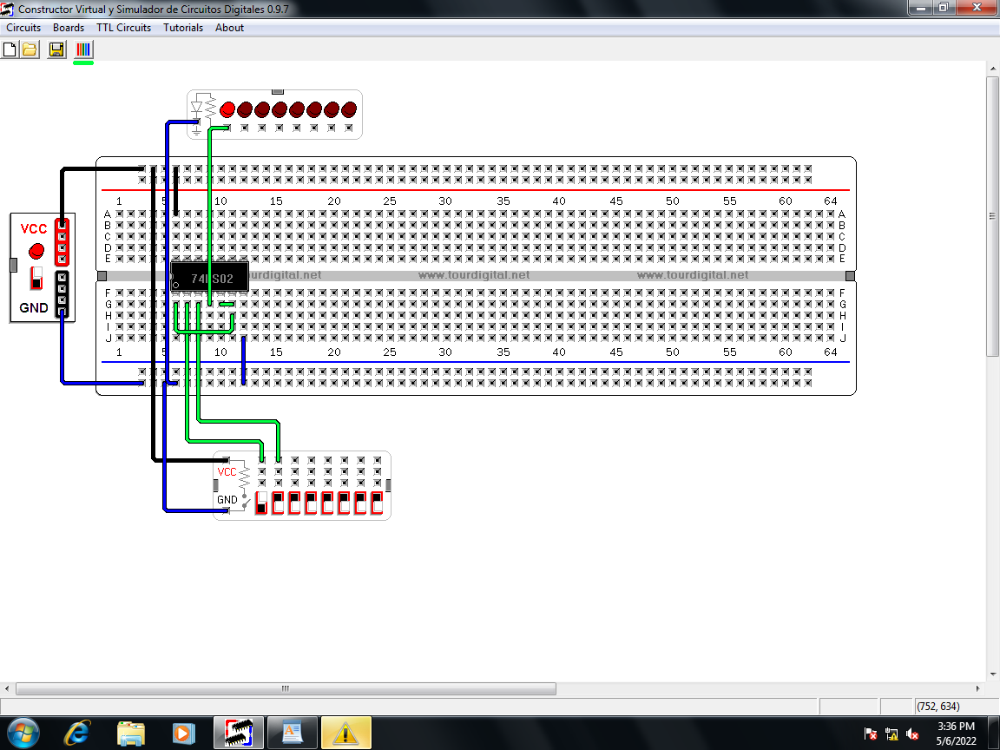 Constructor Virtual y Simulador de Circuitos Digitales 0.9.7
Circuits Boards TTL Circuits Tutorials About
1 5 10 15 20 25 30 35 40 45 50 55 60 64
A A
B B
C C
D D
E E
VCC
GND
74LS02
ourdigital.net www.tourdigital.net www.tourdigital.net
F F
G G
H H
I I
J J
1 5 10 15 20 25 30 35 40 45 50 55 60 64
VCC
GND
(752, 634)
3:36 PM
5/6/2022